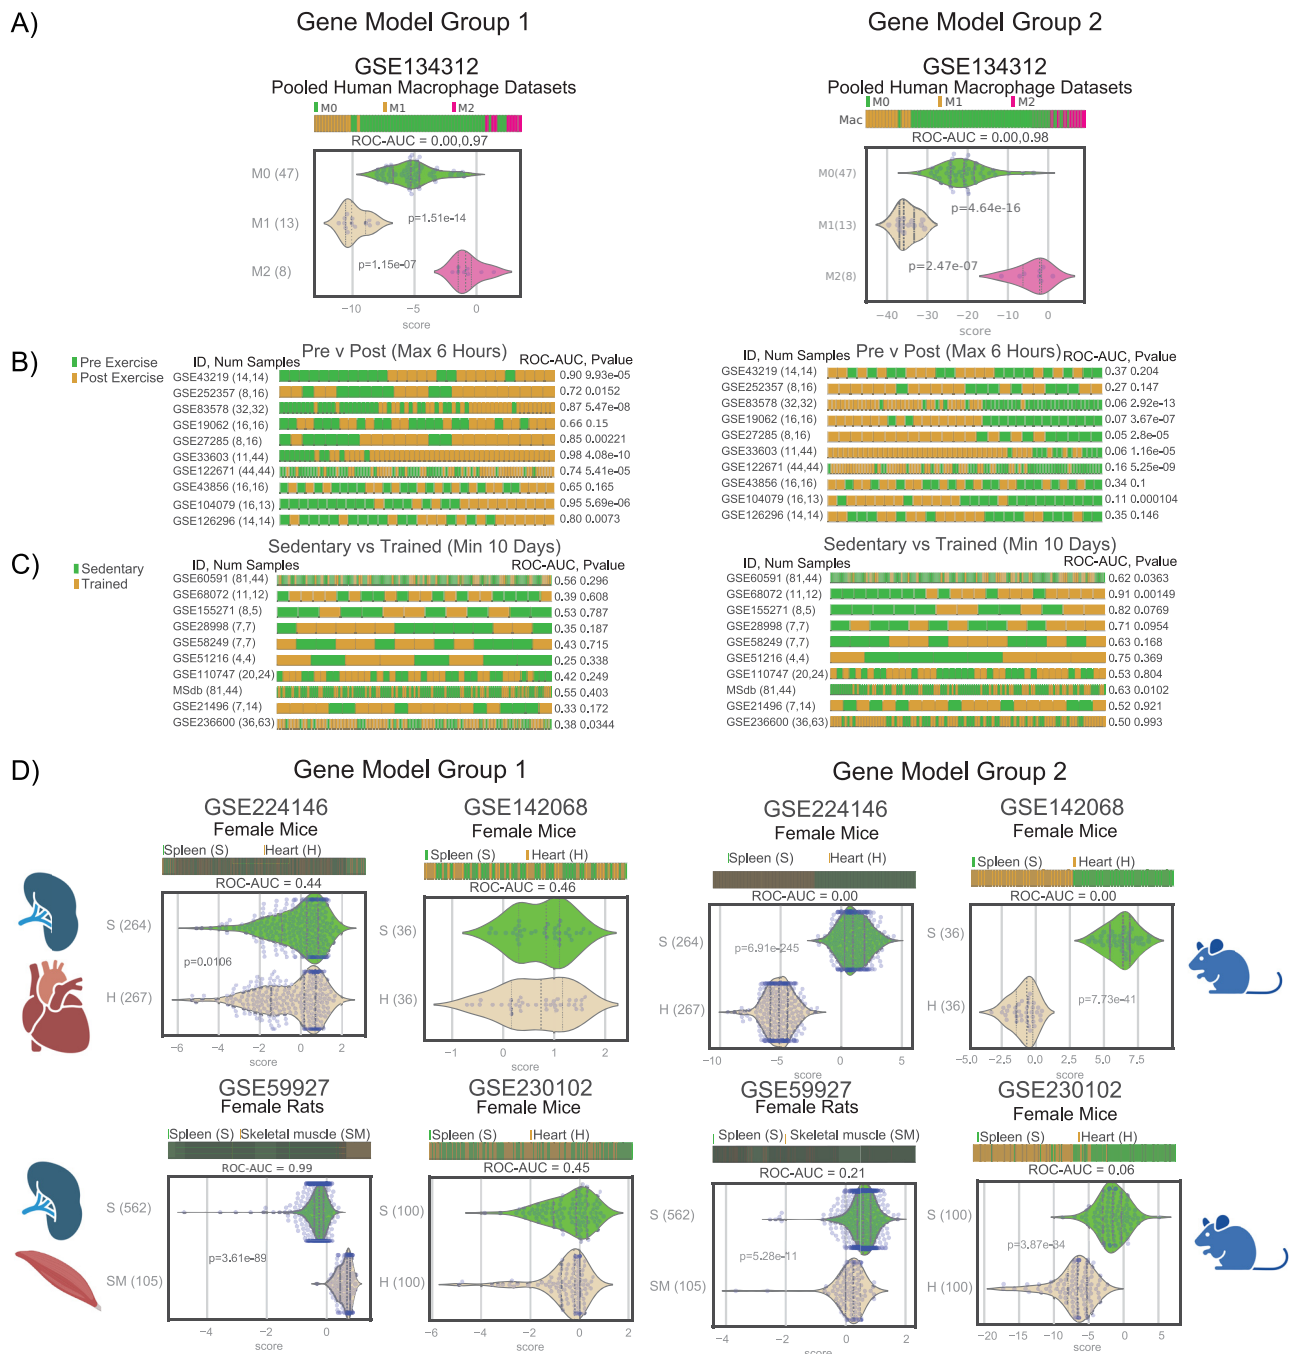 A)
Gene Model Group 1
Gene Model Group 2
GSE134312
Pooled Human Macrophage Datasets
M0 M1 M2
ROC-AUC = 0.00,0.97
M0 (47)
M1 (13)
M2 (8)
p=1.51e-14
p=1.15e-07
−10 −5 0
score
GSE134312
Pooled Human Macrophage Datasets
M0 M1 M2
Mac
ROC-AUC = 0.00,0.98
M0(47)
M1(13)
M2(8)
p=4.64e-16
p=2.47e-07
−40 −30 −20 −10 0
score
B)
Pre Exercise
Post Exercise
Pre v Post (Max 6 Hours)
ID, Num Samples ROC-AUC, Pvalue
GSE43219 (14,14) 0.90 9.93e-05
GSE252357 (8,16) 0.72 0.0152
GSE83578 (32,32) 0.87 5.47e-08
GSE19062 (16,16) 0.66 0.15
GSE27285 (8,16) 0.85 0.00221
GSE33603 (11,44) 0.98 4.08e-10
GSE122671 (44,44) 0.74 5.41e-05
GSE43856 (16,16) 0.65 0.165
GSE104079 (16,13) 0.95 5.69e-06
GSE126296 (14,14) 0.80 0.0073
Pre v Post (Max 6 Hours)
ID, Num Samples ROC-AUC, Pvalue
GSE43219 (14,14) 0.37 0.204
GSE252357 (8,16) 0.27 0.147
GSE83578 (32,32) 0.06 2.92e-13
GSE19062 (16,16) 0.07 3.67e-07
GSE27285 (8,16) 0.05 2.8e-05
GSE33603 (11,44) 0.06 1.16e-05
GSE122671 (44,44) 0.16 5.25e-09
GSE43856 (16,16) 0.34 0.1
GSE104079 (16,13) 0.11 0.000104
GSE126296 (14,14) 0.35 0.146
C)
Sedentary
Trained
Sedentary vs Trained (Min 10 Days)
ID, Num Samples ROC-AUC, Pvalue
GSE60591 (81,44) 0.56 0.296
GSE68072 (11,12) 0.39 0.608
GSE155271 (8,5) 0.53 0.787
GSE28998 (7,7) 0.35 0.187
GSE58249 (7,7) 0.43 0.715
GSE51216 (4,4) 0.25 0.338
GSE110747 (20,24) 0.42 0.249
MSdb (81,44) 0.55 0.403
GSE21496 (7,14) 0.33 0.172
GSE236600 (36,63) 0.38 0.0344
Sedentary vs Trained (Min 10 Days)
ID, Num Samples ROC-AUC, Pvalue
GSE60591 (81,44) 0.62 0.0363
GSE68072 (11,12) 0.91 0.00149
GSE155271 (8,5) 0.82 0.0769
GSE28998 (7,7) 0.71 0.0954
GSE58249 (7,7) 0.63 0.168
GSE51216 (4,4) 0.75 0.369
GSE110747 (20,24) 0.53 0.804
MSdb (81,44) 0.63 0.0102
GSE21496 (7,14) 0.52 0.921
GSE236600 (36,63) 0.50 0.993
D)
Gene Model Group 1
Gene Model Group 2
GSE224146
Female Mice
Spleen (S) Heart (H)
ROC-AUC = 0.44
S (264)
p=0.0106
H (267)
−6 −4 −2 0 2
score
GSE142068
Female Mice
Spleen (S) Heart (H)
ROC-AUC = 0.46
S (36)
H (36)
−1 0 1 2
score
GSE224146
Female Mice
Spleen (S) Heart (H)
ROC-AUC = 0.00
S (264)
p=6.91e-245
H (267)
−10 −5 0 5
score
GSE142068
Female Mice
Spleen (S) Heart (H)
ROC-AUC = 0.00
S (36)
H (36)
p=7.73e-41
−5.0 −2.5 0.0 2.5 5.0 7.5
score
GSE59927
Female Rats
Spleen (S) Skeletal muscle (SM)
ROC-AUC = 0.99
S (562)
p=3.61e-89
SM (105)
−4 −2 0
score
GSE230102
Female Mice
Spleen (S) Heart (H)
ROC-AUC = 0.45
S (100)
H (100)
−6 −4 −2 0 2
score
GSE59927
Female Rats
Spleen (S) Skeletal muscle (SM)
ROC-AUC = 0.21
S (562)
p=5.28e-11
SM (105)
−4 −2 0 2
score
GSE230102
Female Mice
Spleen (S) Heart (H)
ROC-AUC = 0.06
S (100)
p=3.87e-34
H (100)
−20 −15 −10 −5 0 5
score